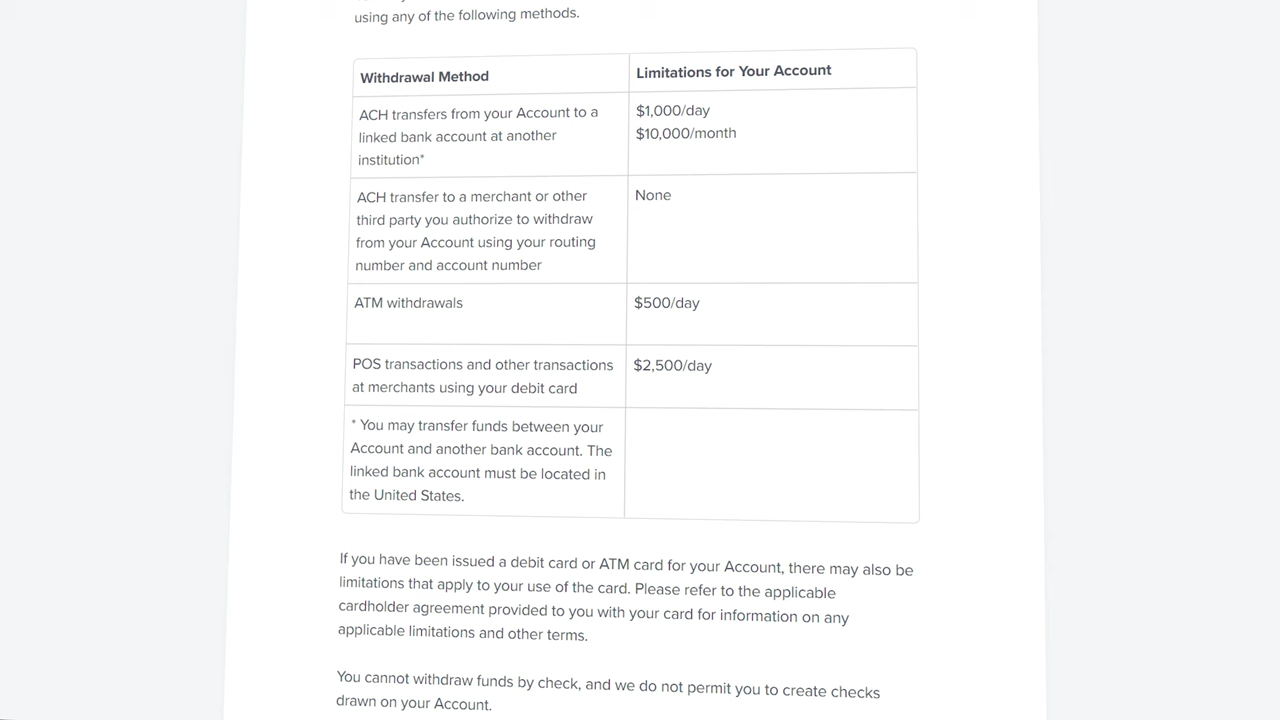 using any of the following methods.
Withdrawal Method
Limitations for Your Account
ACH transfers from your Account to a
linked bank account at another
institution*
$1,000/day
$10,000/month
ACH transfer to a merchant or other
third party you authorize to withdraw
from your Account using your routing
number and account number
None
ATM withdrawals
$500/day
POS transactions and other transactions
at merchants using your debit card
$2,500/day
* You may transfer funds between your
Account and another bank account. The
linked bank account must be located in
the United States.
If you have been issued a debit card or ATM card for your Account, there may also be
limitations that apply to your use of the card. Please refer to the applicable
cardholder agreement provided to you with your card for information on any
applicable limitations and other terms.
You cannot withdraw funds by check, and we do not permit you to create checks
drawn on your Account.